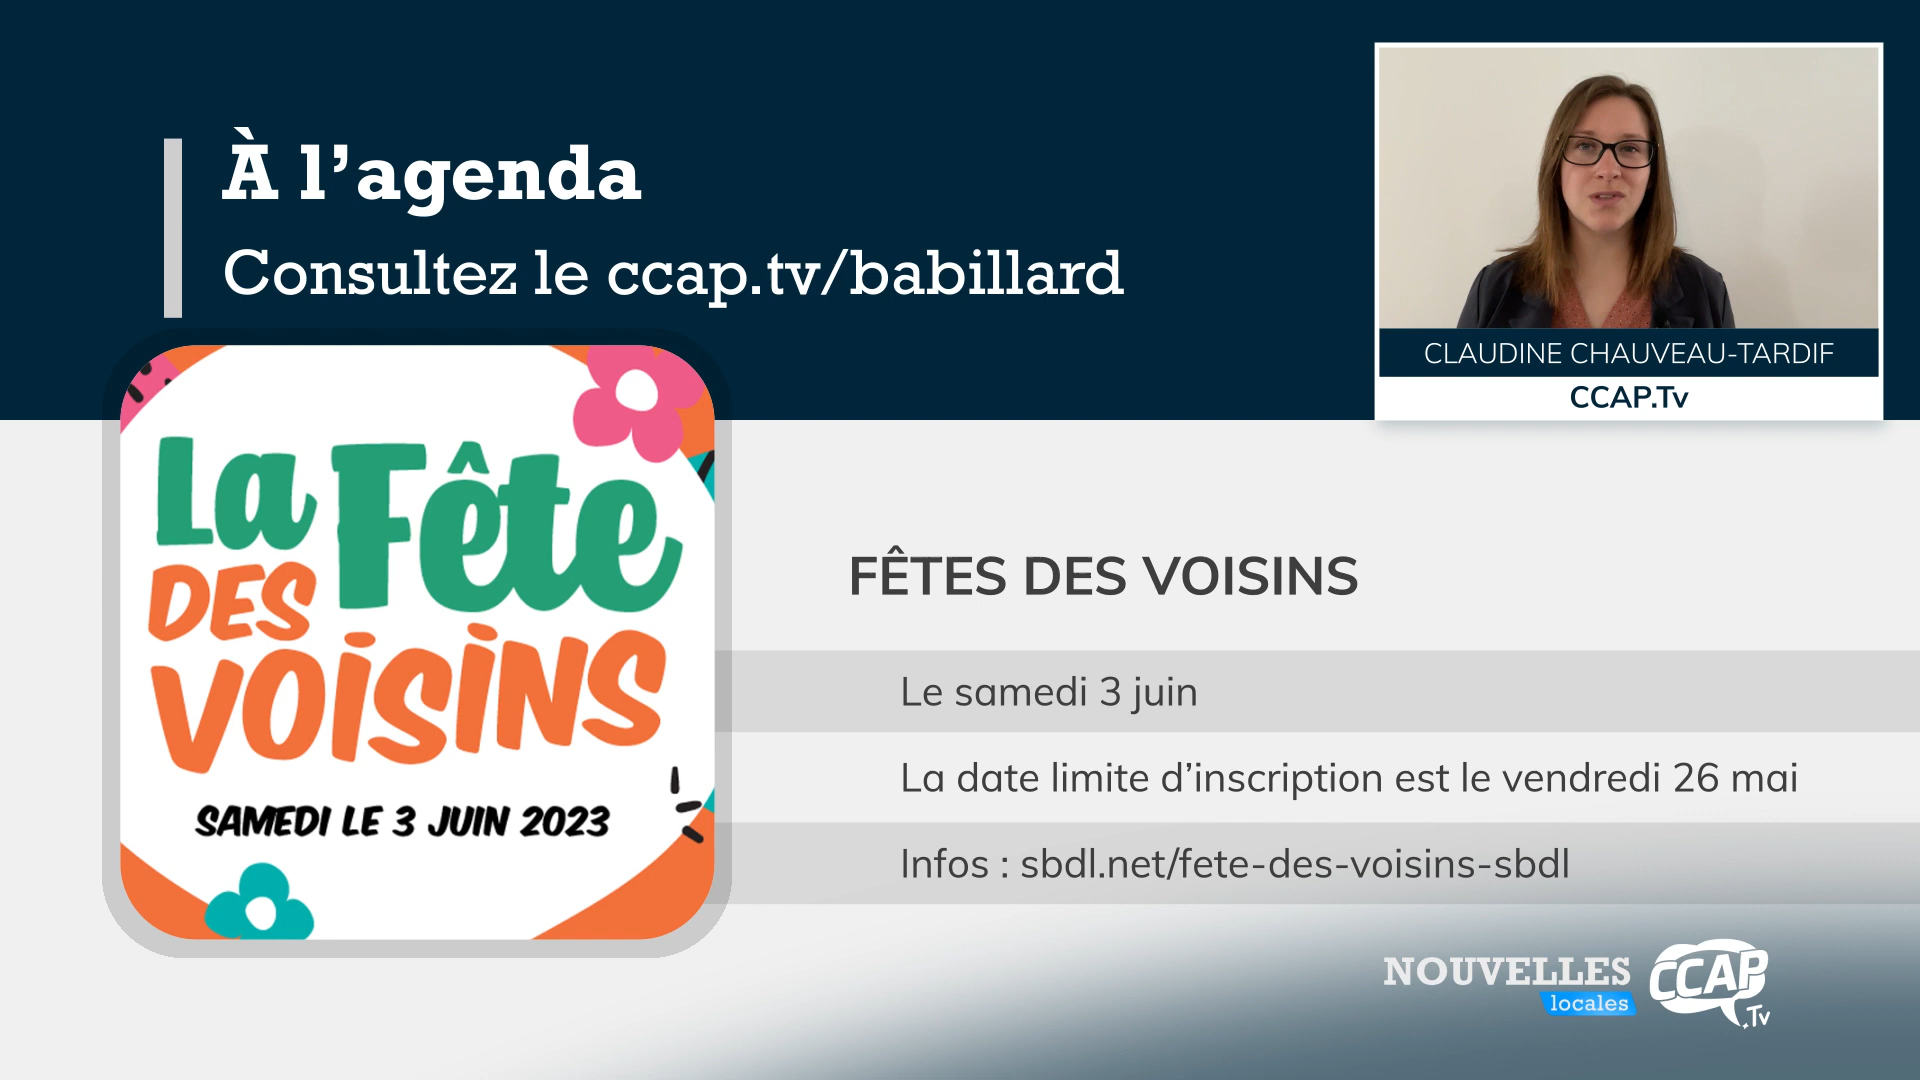 À l’agenda
Consultez le ccap.tv/babillard
CLAUDINE CHAUVEAU-TARDIF
CCAP.Tv
La Fête
DES
VOISINS
SAMEDI LE 3 JUIN 2023
FÊTES DES VOISINS
Le samedi 3 juin
La date limite d’inscription est le vendredi 26 mai
Infos : sbdl.net/fete-des-voisins-sbdl
NOUVELLES
locales
CCAP
.Tv